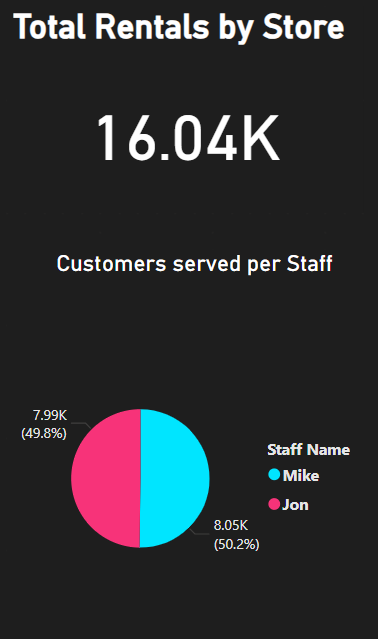 Total Rentals by Store
16.04K
Customers served per Staff
7.99K
(49.8%)
Staff Name
Mike
Jon
8.05K
(50.2%)